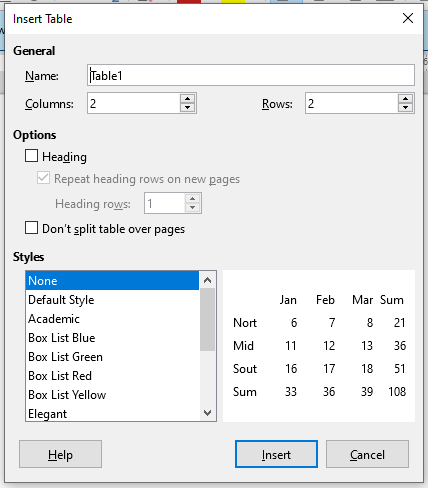 Insert Table
General
Name: Table1
Columns: 2 Rows: 2
Options
Heading
Repeat heading rows on new pages
Heading rows: 1
Don't split table over pages
Styles
None
Default Style
Academic
Box List Blue
Box List Green
Box List Red
Box List Yellow
Elegant
Jan Feb Mar Sum
Nort 6 7 8 21
Mid 11 12 13 36
Sout 16 17 18 51
Sum 33 36 39 108
Help Insert Cancel